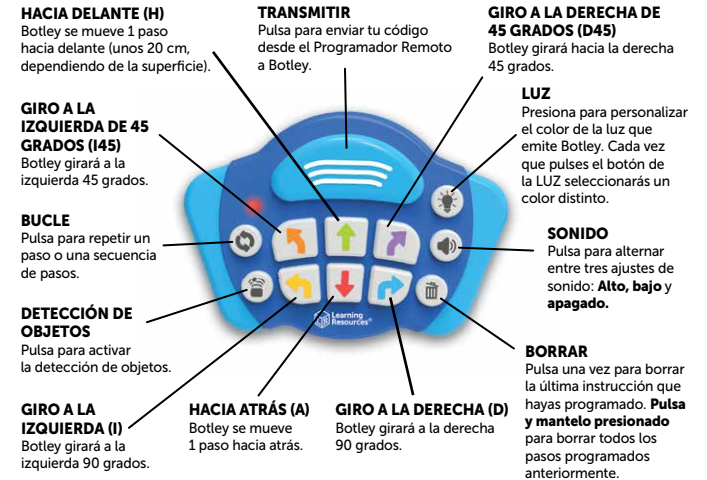 HACIA DELANTE (H)
Botley se mueve 1 paso
hacia delante (unos 20 cm,
dependiendo de la superficie).
TRANSMITIR
Pulsa para enviar tu código
desde el Programador Remoto
a Botley.
GIRO A LA DERECHA DE
45 GRADOS (D45)
Botley girará hacia la derecha
45 grados.
LUZ
Presiona para personalizar
el color de la luz que
emite Botley. Cada vez
que pulses el botón de
la LUZ seleccionarás un
color distinto.
GIRO A LA
IZQUIERDA DE 45
GRADOS (I45)
Botley girará a la
izquierda 45 grados.
BUCLE
Pulsa para repetir un
paso o una secuencia
de pasos.
SONIDO
Pulsa para alternar
entre tres ajustes de
sonido: Alto, bajo y
apagado.
DETECCIÓN DE
OBJETOS
Pulsa para activar
la detección de objetos.
Learning
Resources®
GIRO A LA
IZQUIERDA (I)
Botley girará a la
izquierda 90 grados.
HACIA ATRÁS (A)
Botley se mueve
1 paso hacia atrás.
GIRO A LA DERECHA (D)
Botley girará a la derecha
90 grados.
BORRAR
Pulsa una vez para borrar
la última instrucción que
hayas programado. Pulsa
y mantelo presionado
para borrar todos los
pasos programados
anteriormente.